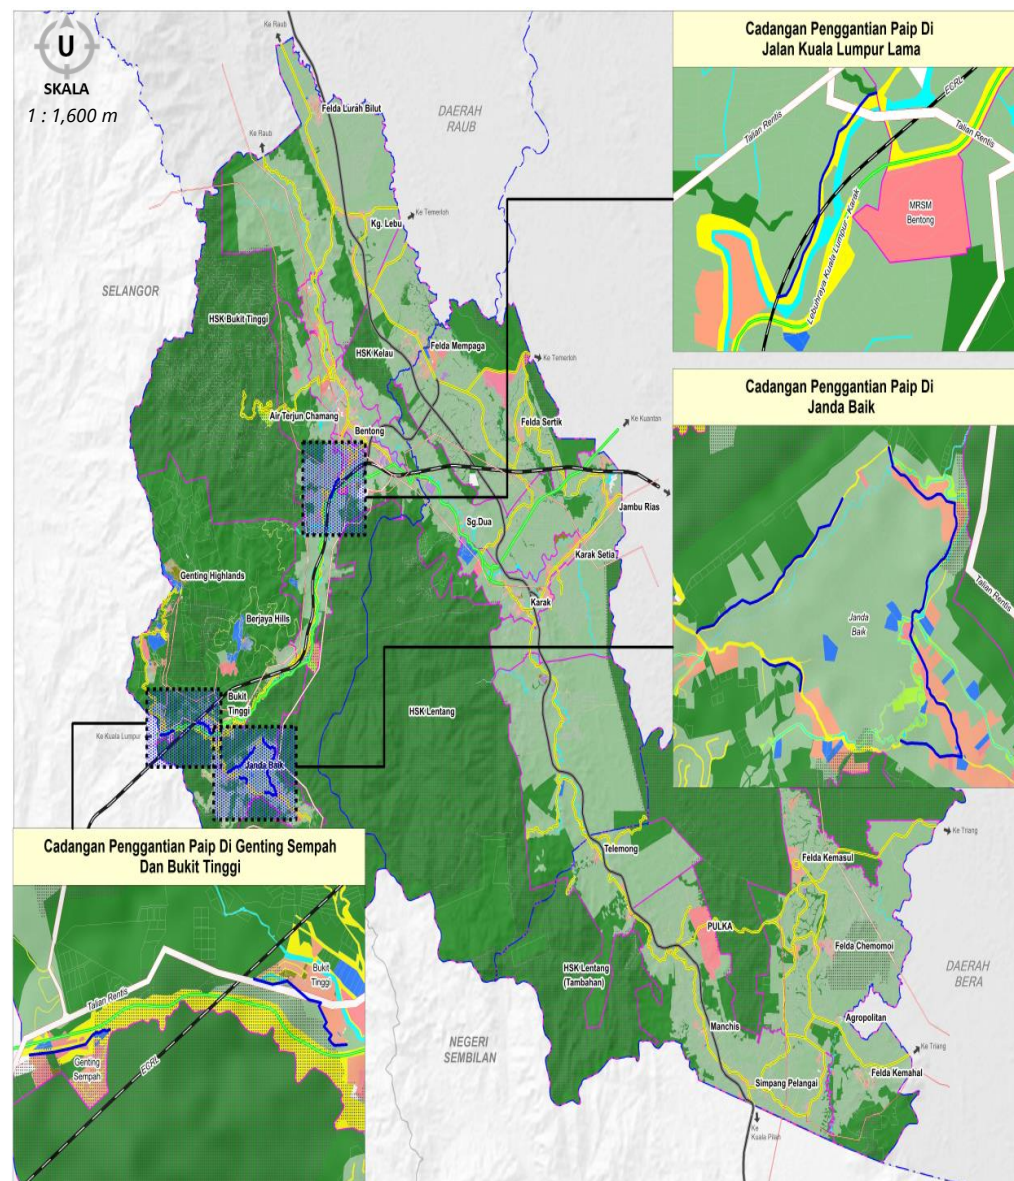 U
SKALA
1 : 1,600 m
Ke Raub
Felda Lurah Bilut
DAERAH
RAUB
Ke Raub
Ke Temerloh
Kg. Lebu
SELANGOR
HSK Bukit Tinggi
HSK Kelau
Felda Mempaga
Ke Temerloh
Air Terjun Chamang
Bentong
Felda Sertik
Ke Kuantan
Sg.Dua
Jambu Rias
Karak Setia
Genting Highlands
Karak
Berjaya Hills
Bukit
Tinggi
HSK Lentang
Ke Kuala Lumpur
Janda Baik
Cadangan Penggantian Paip Di
Jalan Kuala Lumpur Lama
ECRL
Talian Rentis
Talian Rentis
MRSM
Bentong
Lebuhraya Kuala Lumpur - Karak
Cadangan Penggantian Paip Di
Janda Baik
Talian Rentis
Janda
Baik
Cadangan Penggantian Paip Di Genting Sempah
Dan Bukit Tinggi
Bukit
Tinggi
Talian Rentis
Genting
Sempah
ECRL
Telemong
Ke Triang
Felda Kemasul
PULKA
Felda Chemomoi
HSK Lentang
(Tambahan)
DAERAH
BERA
Agropolitan
Manchis
NEGERI
SEMBILAN
Ke Triang
Felda Kemahal
Simpang Pelangai
Ke
Kuala Pilah